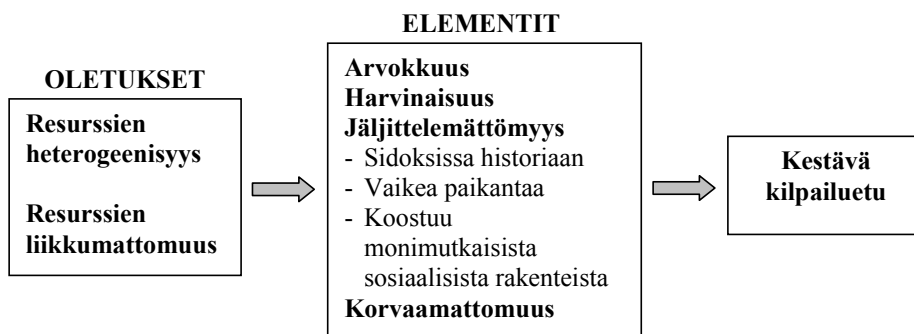 OLETUKSET
Resurssien
heterogeenisyys
Resurssien
liikkumattomuus
ELEMENTIT
Arvokkuus
Harvinaisuus
Jäljittelemättömyys
- Sidoksissa historiaan
- Vaikea paikantaa
- Koostuu
monimutkaisista
sosiaalisista rakenteista
Korvaamattomuus
Kestävä
kilpailuetu